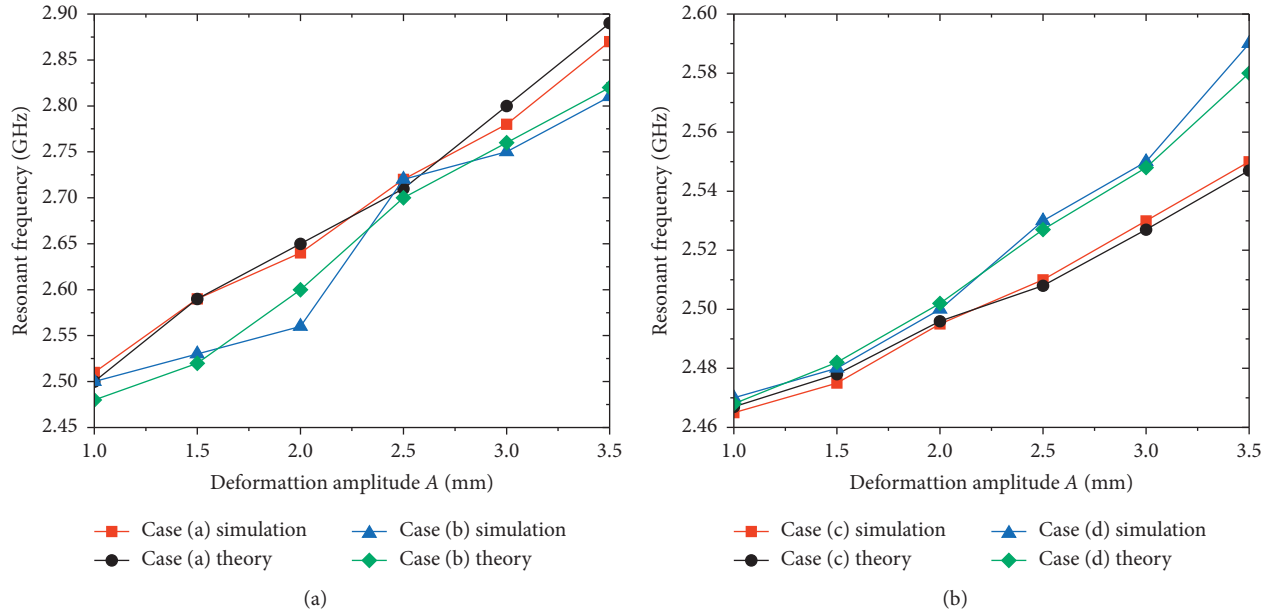 2.90
2.85
2.80
2.75
2.70
2.65
2.60
2.55
2.50
2.45
Resonant frequency (GHz)
1.0 1.5 2.0 2.5 3.0 3.5
Deformattion amplitude A (mm)
Case (a) simulation
Case (a) theory
Case (b) simulation
Case (b) theory
(a)
2.60
2.58
2.56
2.54
2.52
2.50
2.48
2.46
Resonant frequency (GHz)
1.0 1.5 2.0 2.5 3.0 3.5
Deformattion amplitude A (mm)
Case (c) simulation
Case (c) theory
Case (d) simulation
Case (d) theory
(b)